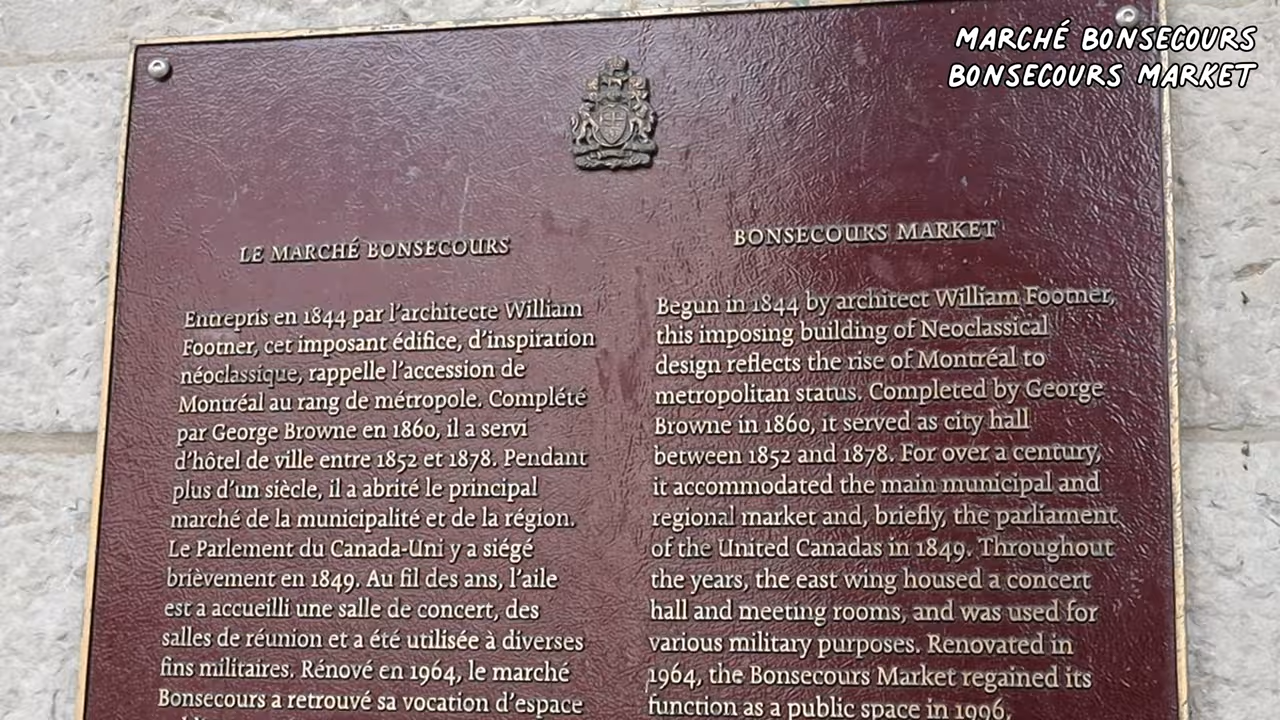 MARCHÉ BONSECOURS
BONSECOURS MARKET
LE MARCHÉ BONSECOURS
Entrepris en 1844 par l'architecte William
Footner, cet imposant édifice, d'inspiration
néoclassique, rappelle l'accession de
Montréal au rang de métropole. Complété
par George Browne en 1860, il a servi
d'hôtel de ville entre 1852 et 1878. Pendant
plus d'un siècle, il a abrité le principal
marché de la municipalité et de la région.
Le Parlement du Canada-Uni y a siégé
brièvement en 1849. Au fil des ans, l'aile
est a accueilli une salle de concert, des
salles de réunion et a été utilisée à diverses
fins militaires. Rénové en 1964, le marché
Bonsecours a retrouvé sa vocation d'espace
BONSECOURS MARKET
Begun in 1844 by architect William Footner,
this imposing building of Neoclassical
design reflects the rise of Montréal to
metropolitan status. Completed by George
Browne in 1860, it served as city hall
between 1852 and 1878. For over a century,
it accommodated the main municipal and
regional market and, briefly, the parliament
of the United Canadas in 1849. Throughout
the years, the east wing housed a concert
hall and meeting rooms, and was used for
various military purposes. Renovated in
1964, the Bonsecours Market regained its
function as a public space in 1996.